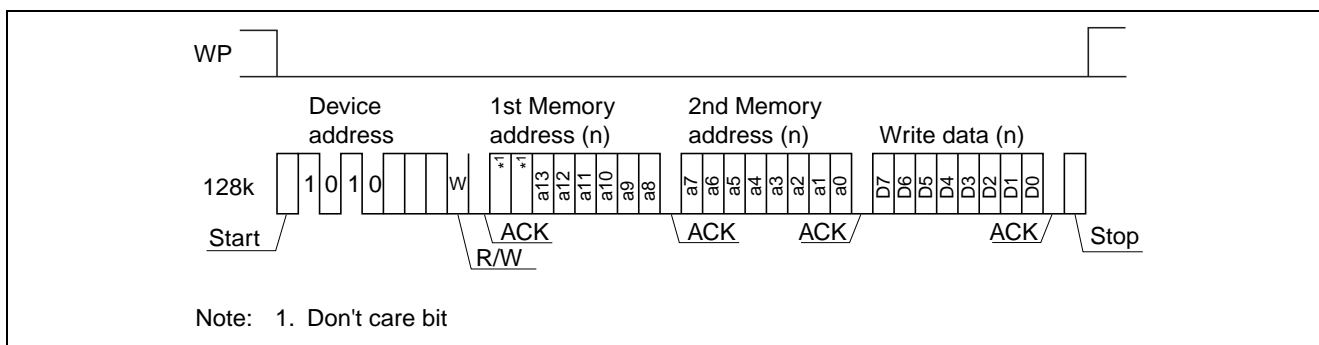 WP
Device address
1st Memory address (n)
2nd Memory address (n)
Write data (n)
128k
1 0 1 0 W *1 *1 a13 a12 a11 a10 a9 a8 a7 a6 a5 a4 a3 a2 a1 a0 D7 D6 D5 D4 D3 D2 D1 D0
Start R/W ACK ACK ACK ACK Stop
Note: 1. Don't care bit